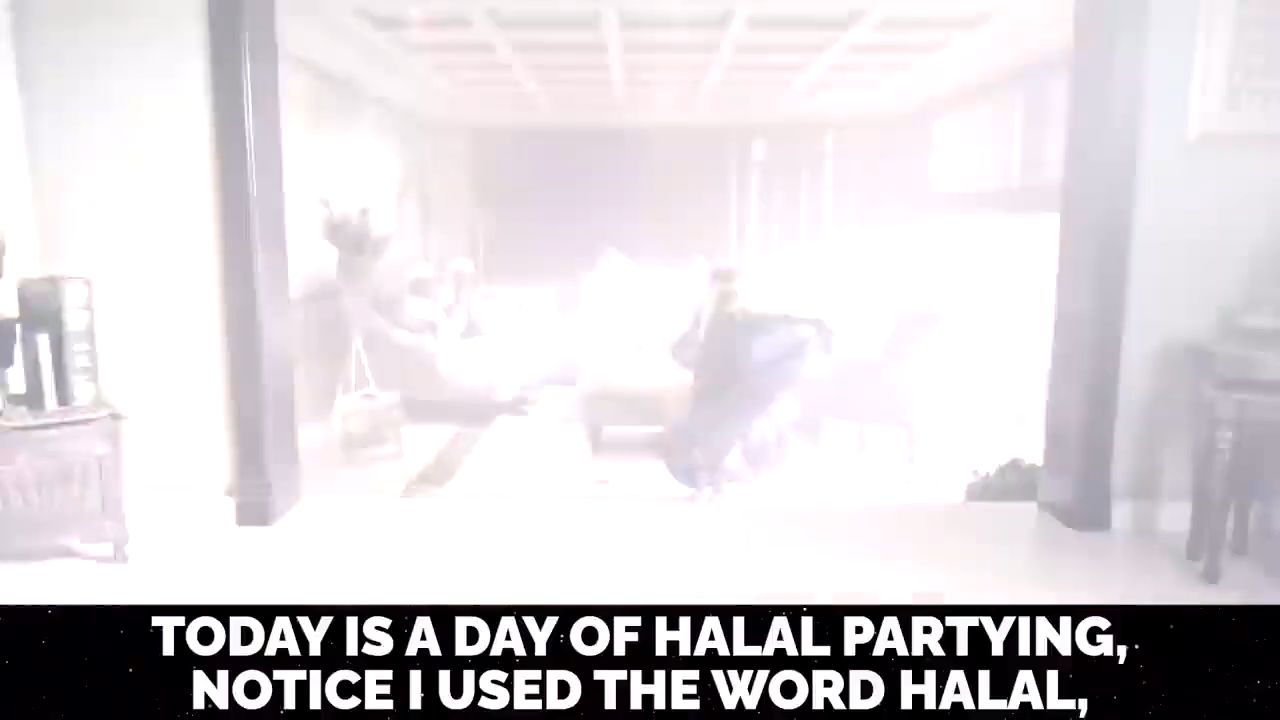 TODAY IS A DAY OF HALAL PARTYING,
NOTICE I USED THE WORD HALAL,